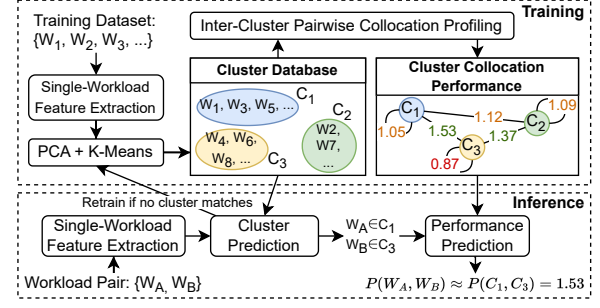 Training Dataset:
{W1, W2, W3, ...}
Inter-Cluster Pairwise Collocation Profiling
Training
Single-Workload
Feature Extraction
PCA + K-Means
Cluster Database
W1, W3, W5, ...
C1
C2
W2,
W7,
...
W4, W6,
W8, ...
C3
Cluster Collocation
Performance
C1
1.05
1.12
1.09
C2
1.53
1.37
C3
0.87
Retrain if no cluster matches
Inference
Single-Workload
Feature Extraction
Cluster
Prediction
WA∈C1
WB∈C3
Performance
Prediction
Workload Pair: {WA, WB}
P(WA, WB) ≈ P(C1, C3) = 1.53